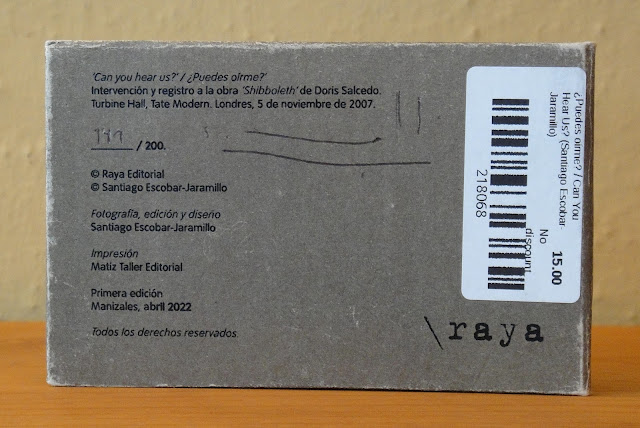 'Can you hear us?' / ¿Puedes oírme?'
Intervención y registro a la obra 'Shibboleth' de Doris Salcedo.
Turbine Hall, Tate Modern. Londres, 5 de noviembre de 2007.
/ 200.
© Raya Editorial
© Santiago Escobar-Jaramillo
Fotografía, edición y diseño
Santiago Escobar-Jaramillo
Impresión
Matiz Taller Editorial
Primera edición
Manizales, abril 2022
Todos los derechos reservados.
\raya
¿Puedes oirme? / Can You
Hear Us? (Santiago Escobar-
Jaramillo)
No 15.00
discount
218068